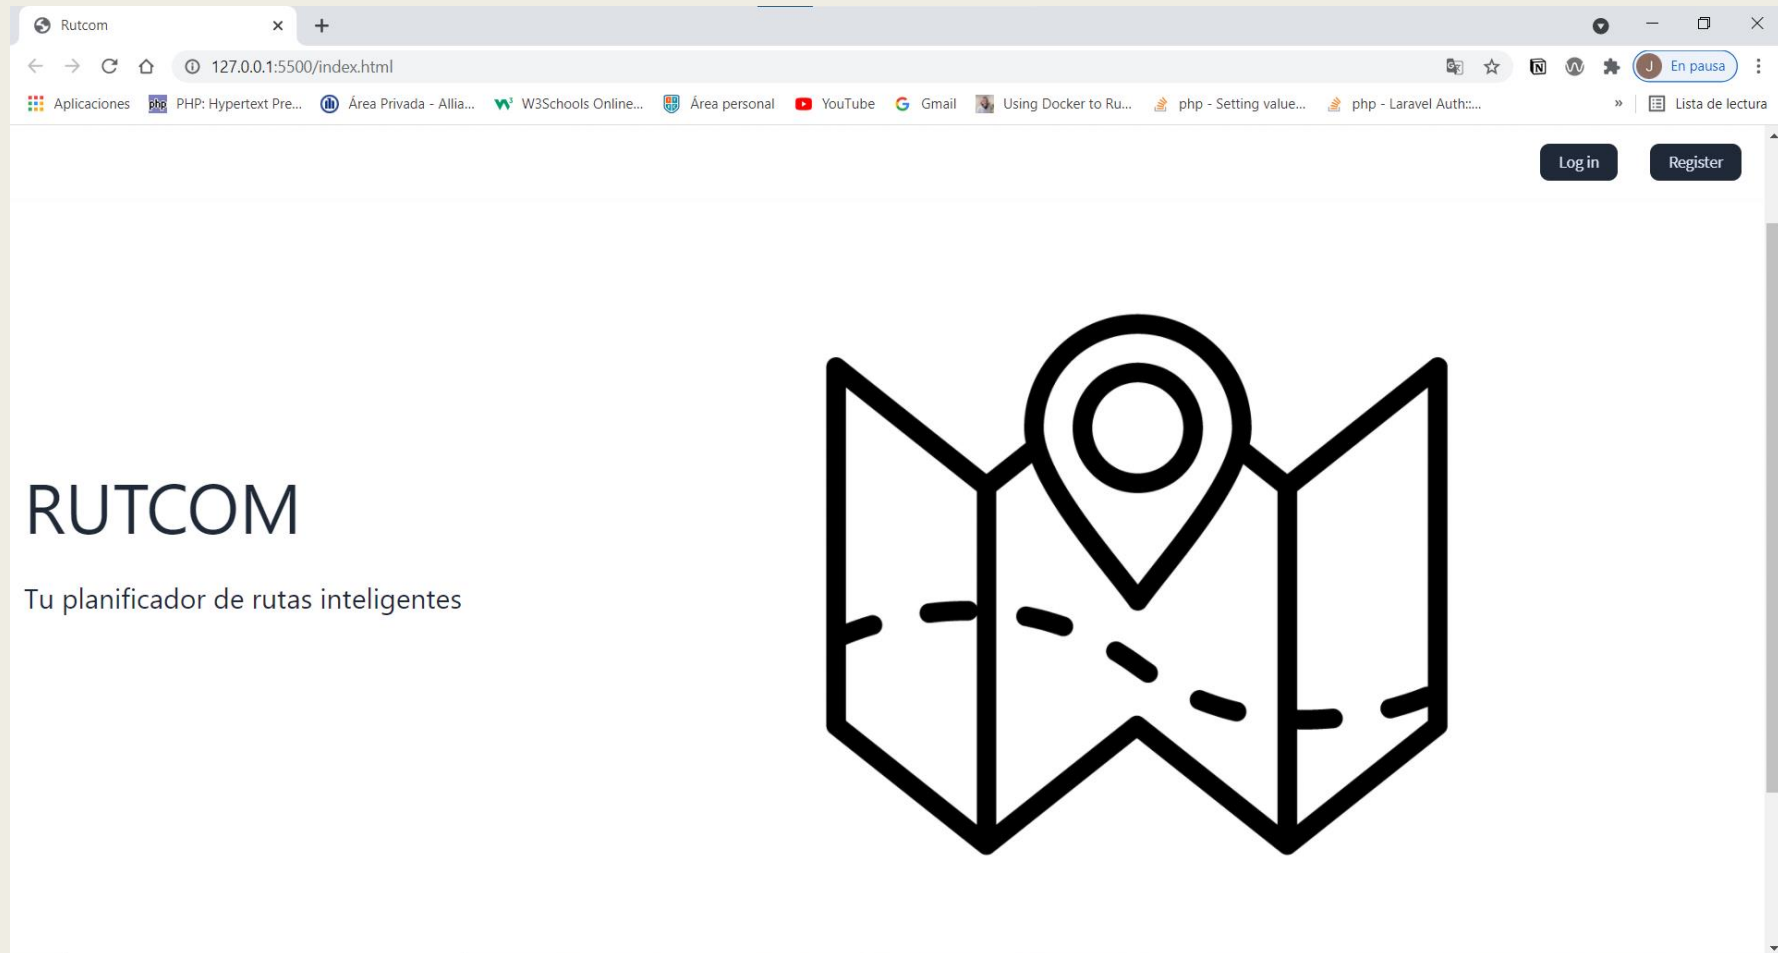 Rutcom
127.0.0.1:5500/index.html
J En pausa
Aplicaciones php PHP: Hypertext Pre... Área Privada - Allia... W3Schools Online... Área personal YouTube Gmail Using Docker to Ru... php - Setting value... php - Laravel Auth::... » Lista de lectura
Log in Register
RUTCOM
Tu planificador de rutas inteligentes